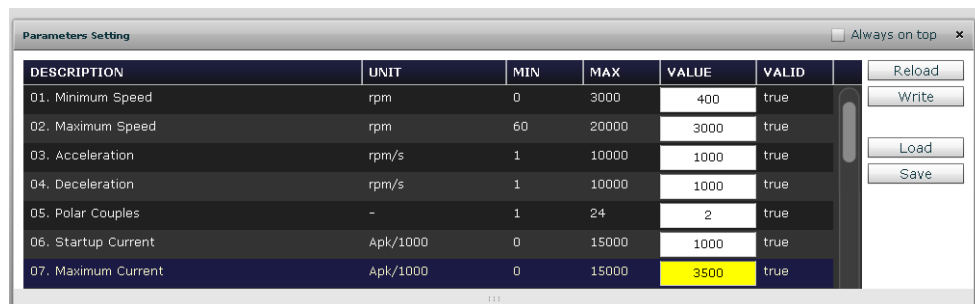 Parameters Setting Always on top ×
DESCRIPTION UNIT MIN MAX VALUE VALID Reload
01. Minimum Speed rpm 0 3000 400 true Write
02. Maximum Speed rpm 60 20000 3000 true
03. Acceleration rpm/s 1 10000 1000 true Load
04. Deceleration rpm/s 1 10000 1000 true Save
05. Polar Couples - 1 24 2 true
06. Startup Current Apk/1000 0 15000 1000 true
07. Maximum Current Apk/1000 0 15000 3500 true